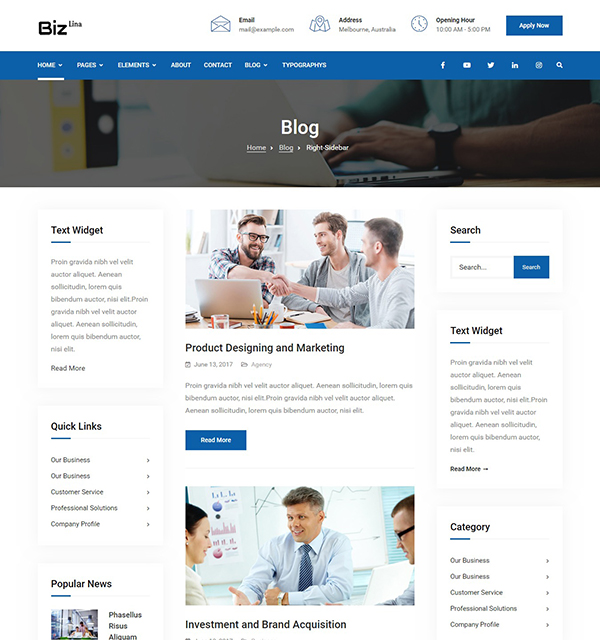 Biz Lina
Email
mail@example.com
Address
Melbourne, Australia
Opening Hour
10:00 AM - 5:00 PM
Apply Now
HOME
PAGES
ELEMENTS
ABOUT
CONTACT
BLOG
TYPOGRAPHYS
Blog
Home
Blog
Right-Sidebar
Text Widget
Proin gravida nibh vel velit
auctor aliquet. Aenean
sollicitudin, lorem quis
bibendum auctor, nisi elit.Proin
gravida nibh vel velit auctor
aliquet. Aenean sollicitudin,
lorem quis bibendum auctor,
nisi elit.
Read More
Quick Links
Our Business
Our Business
Customer Service
Professional Solutions
Company Profile
Popular News
Phasellus
Risus
Aliquam
Product Designing and Marketing
June 13, 2017
Agency
Proin gravida nibh vel velit auctor aliquet. Aenean sollicitudin, lorem quis
bibendum auctor, nisi elit.Proin gravida nibh vel velit auctor aliquet.
Aenean sollicitudin, lorem quis bibendum auctor, nisi elit.
Read More
Investment and Brand Acquisition
Search
Search...
Search
Text Widget
Proin gravida nibh vel velit
auctor aliquet. Aenean
sollicitudin, lorem quis
bibendum auctor, nisi elit.Proin
gravida nibh vel velit auctor
aliquet. Aenean sollicitudin,
lorem quis bibendum auctor,
nisi elit.
Read More →
Category
Our Business
Our Business
Customer Service
Professional Solutions
Company Profile